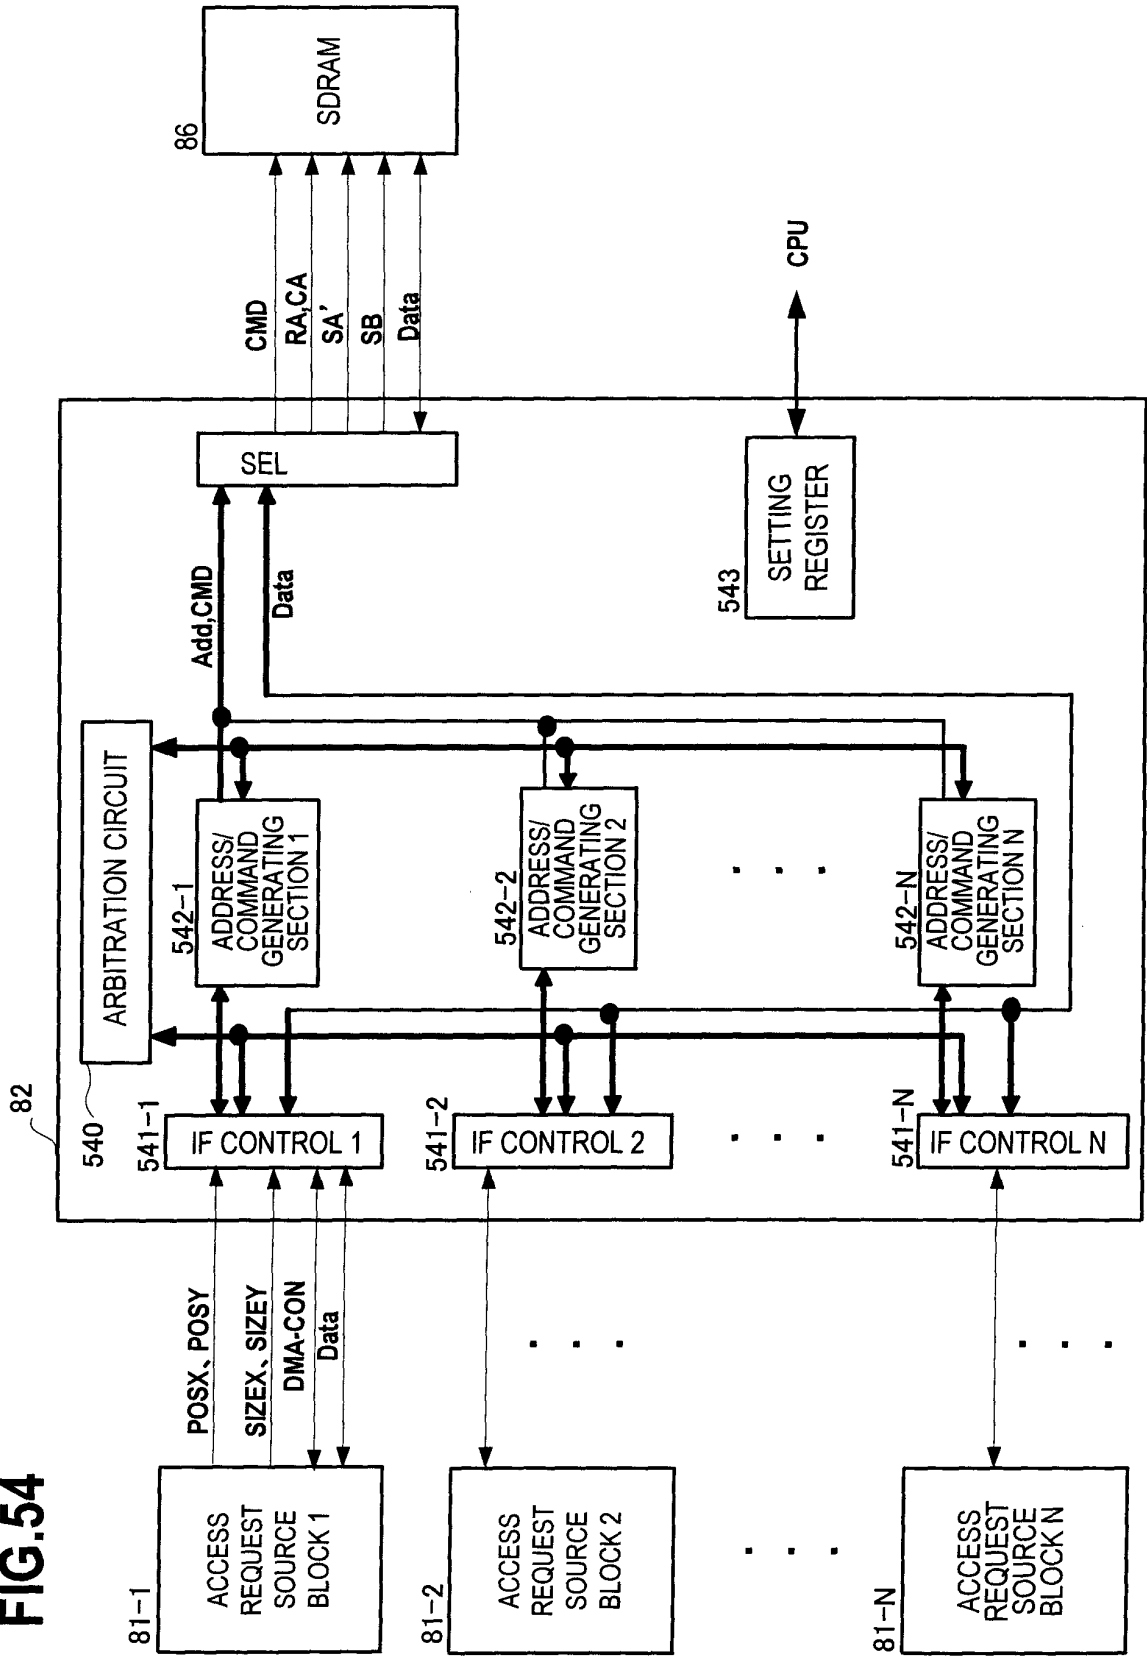 FIG.54
82
540
ARBITRATION CIRCUIT
81-1
ACCESS
REQUEST
SOURCE
BLOCK 1
POSX、POSY
SIZEX、SIZEY
DMA-CON
Data
541-1
IF CONTROL 1
542-1
ADDRESS/
COMMAND
GENERATING
SECTION 1
Add,CMD
Data
SEL
CMD
RA,CA
SA'
SB
Data
86
SDRAM
81-2
ACCESS
REQUEST
SOURCE
BLOCK 2
. . .
541-2
IF CONTROL 2
542-2
ADDRESS/
COMMAND
GENERATING
SECTION 2
543
SETTING
REGISTER
CPU
. . .
. . .
. . .
81-N
ACCESS
REQUEST
SOURCE
BLOCK N
. . .
541-N
IF CONTROL N
542-N
ADDRESS/
COMMAND
GENERATING
SECTION N